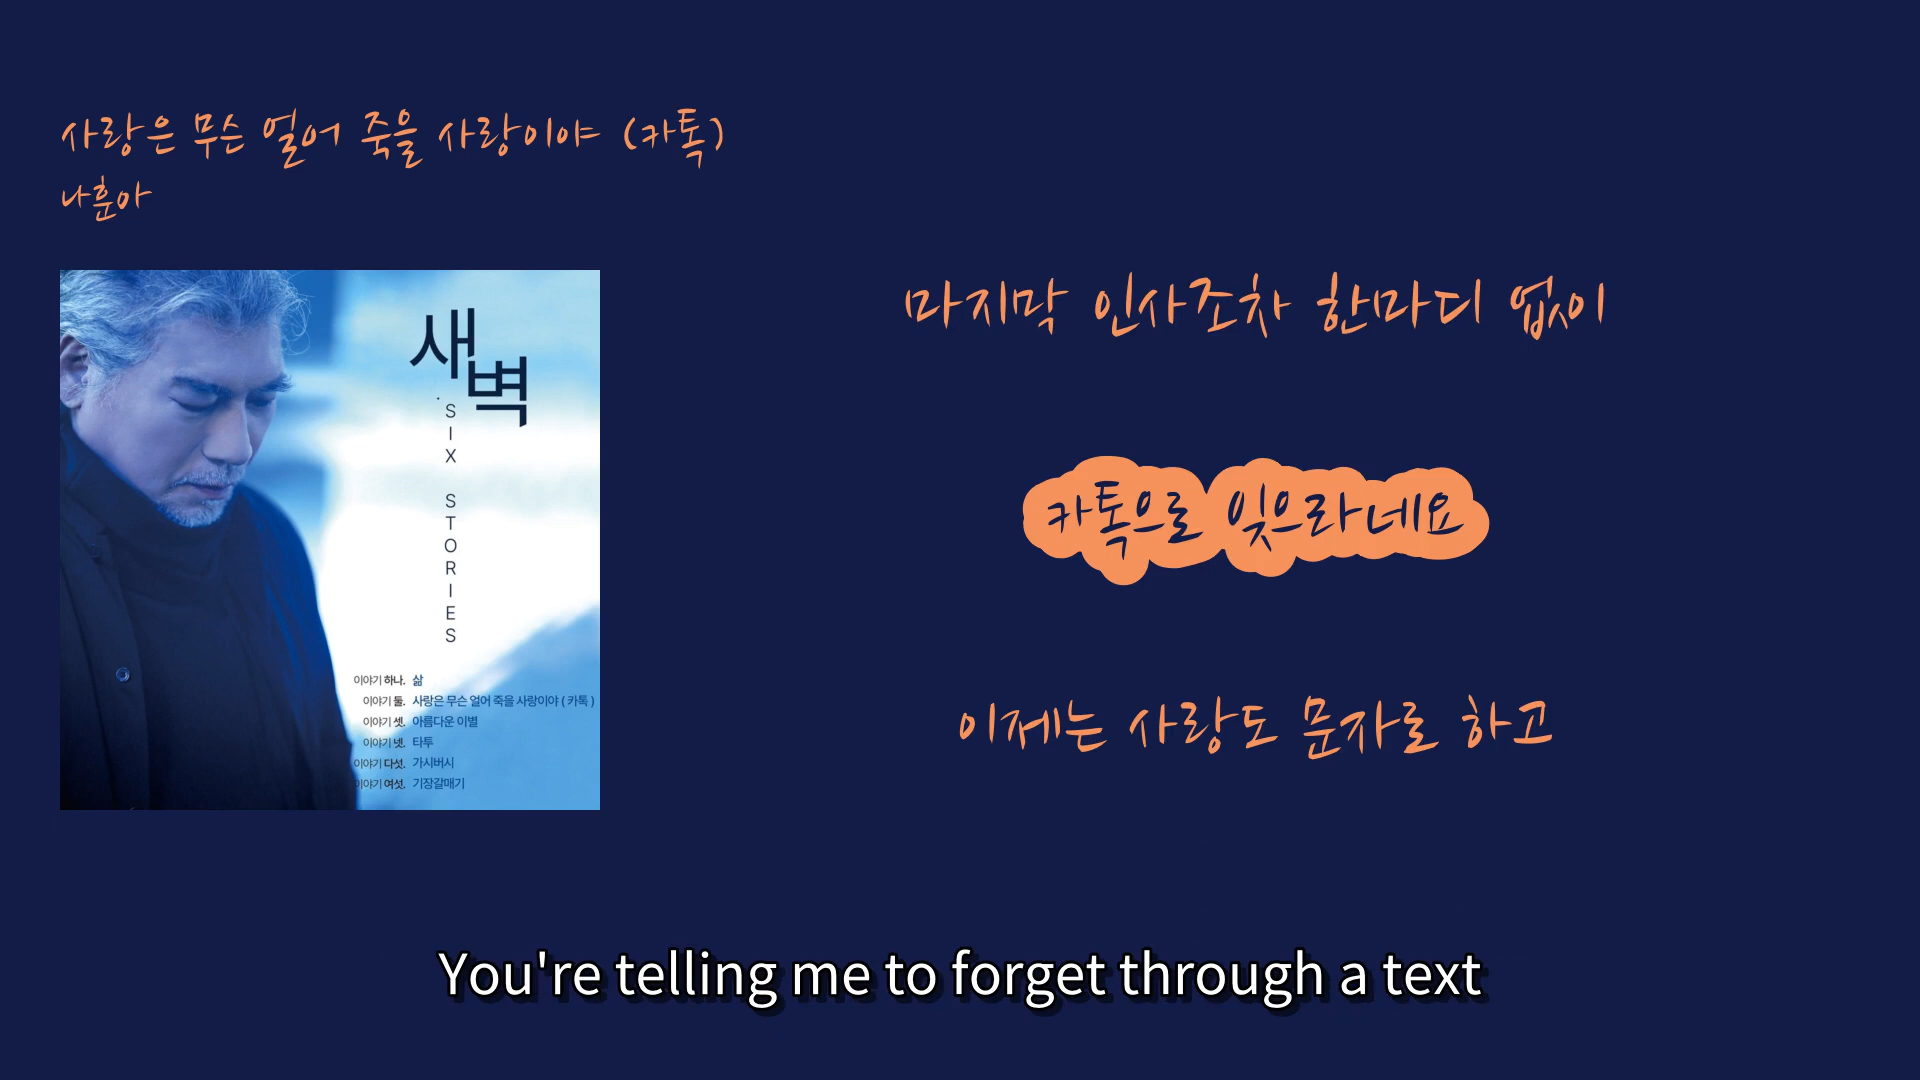 사랑은 무슨 얼어 죽을 사랑이야 (카톡)
나훈아
새벽
SIX STORIES
이야기 하나. 삶
이야기 둘. 사랑은 무슨 얼어 죽을 사랑이야 ( 카톡 )
이야기 셋. 아름다운 이별
이야기 넷. 타투
이야기 다섯. 가시버시
이야기 여섯. 기장갈매기
마지막 인사조차 한마디 없이
카톡으로 잊으라네요
이제는 사랑도 문자로 하고
You're telling me to forget through a text